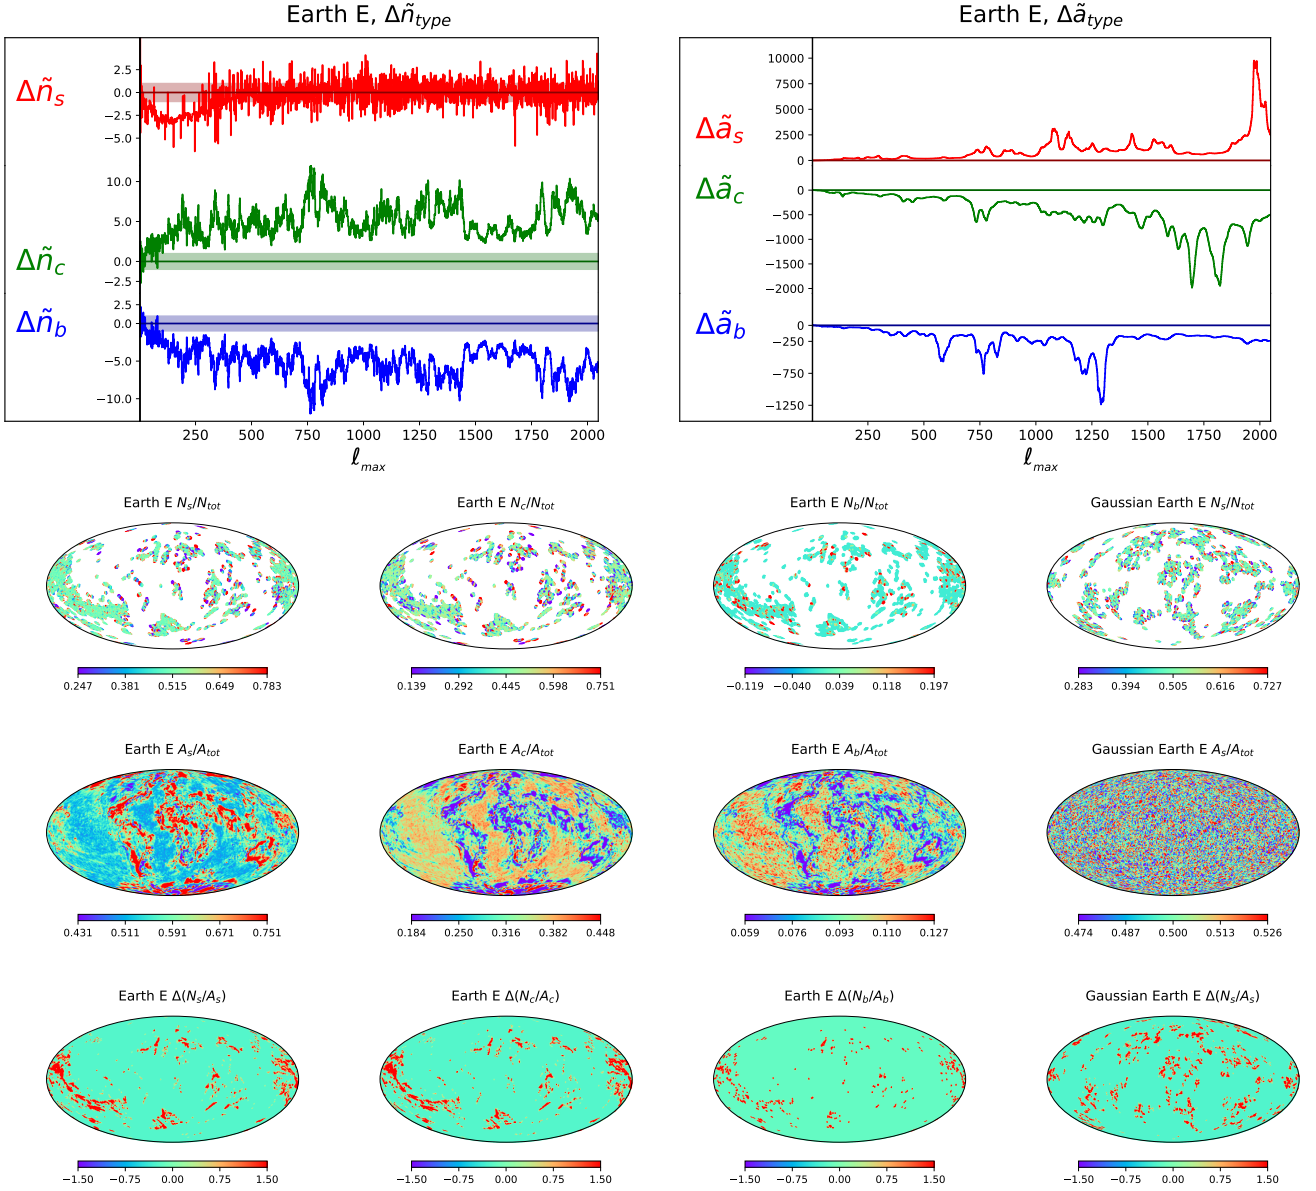 Earth E, Δñ_type
Earth E, Δã_type
Δñ_s
2.5
0.0
−2.5
−5.0
Δñ_c
10.0
5.0
0.0
−2.5
Δñ_b
2.5
0.0
−5.0
−10.0
250 500 750 1000 1250 1500 1750 2000
ℓ_max
Δã_s
10000
7500
5000
2500
0
Δã_c
0
−500
−1000
−1500
−2000
Δã_b
0
−250
−750
−1250
250 500 750 1000 1250 1500 1750 2000
ℓ_max
Earth E N_s/N_tot
Earth E N_c/N_tot
Earth E N_b/N_tot
Gaussian Earth E N_s/N_tot
0.247 0.381 0.515 0.649 0.783
0.139 0.292 0.445 0.598 0.751
−0.119 −0.040 0.039 0.118 0.197
0.283 0.394 0.505 0.616 0.727
Earth E A_s/A_tot
Earth E A_c/A_tot
Earth E A_b/A_tot
Gaussian Earth E A_s/A_tot
0.431 0.511 0.591 0.671 0.751
0.184 0.250 0.316 0.382 0.448
0.059 0.076 0.093 0.110 0.127
0.474 0.487 0.500 0.513 0.526
Earth E Δ(N_s/A_s)
Earth E Δ(N_c/A_c)
Earth E Δ(N_b/A_b)
Gaussian Earth E Δ(N_s/A_s)
−1.50 −0.75 0.00 0.75 1.50
−1.50 −0.75 0.00 0.75 1.50
−1.50 −0.75 0.00 0.75 1.50
−1.50 −0.75 0.00 0.75 1.50